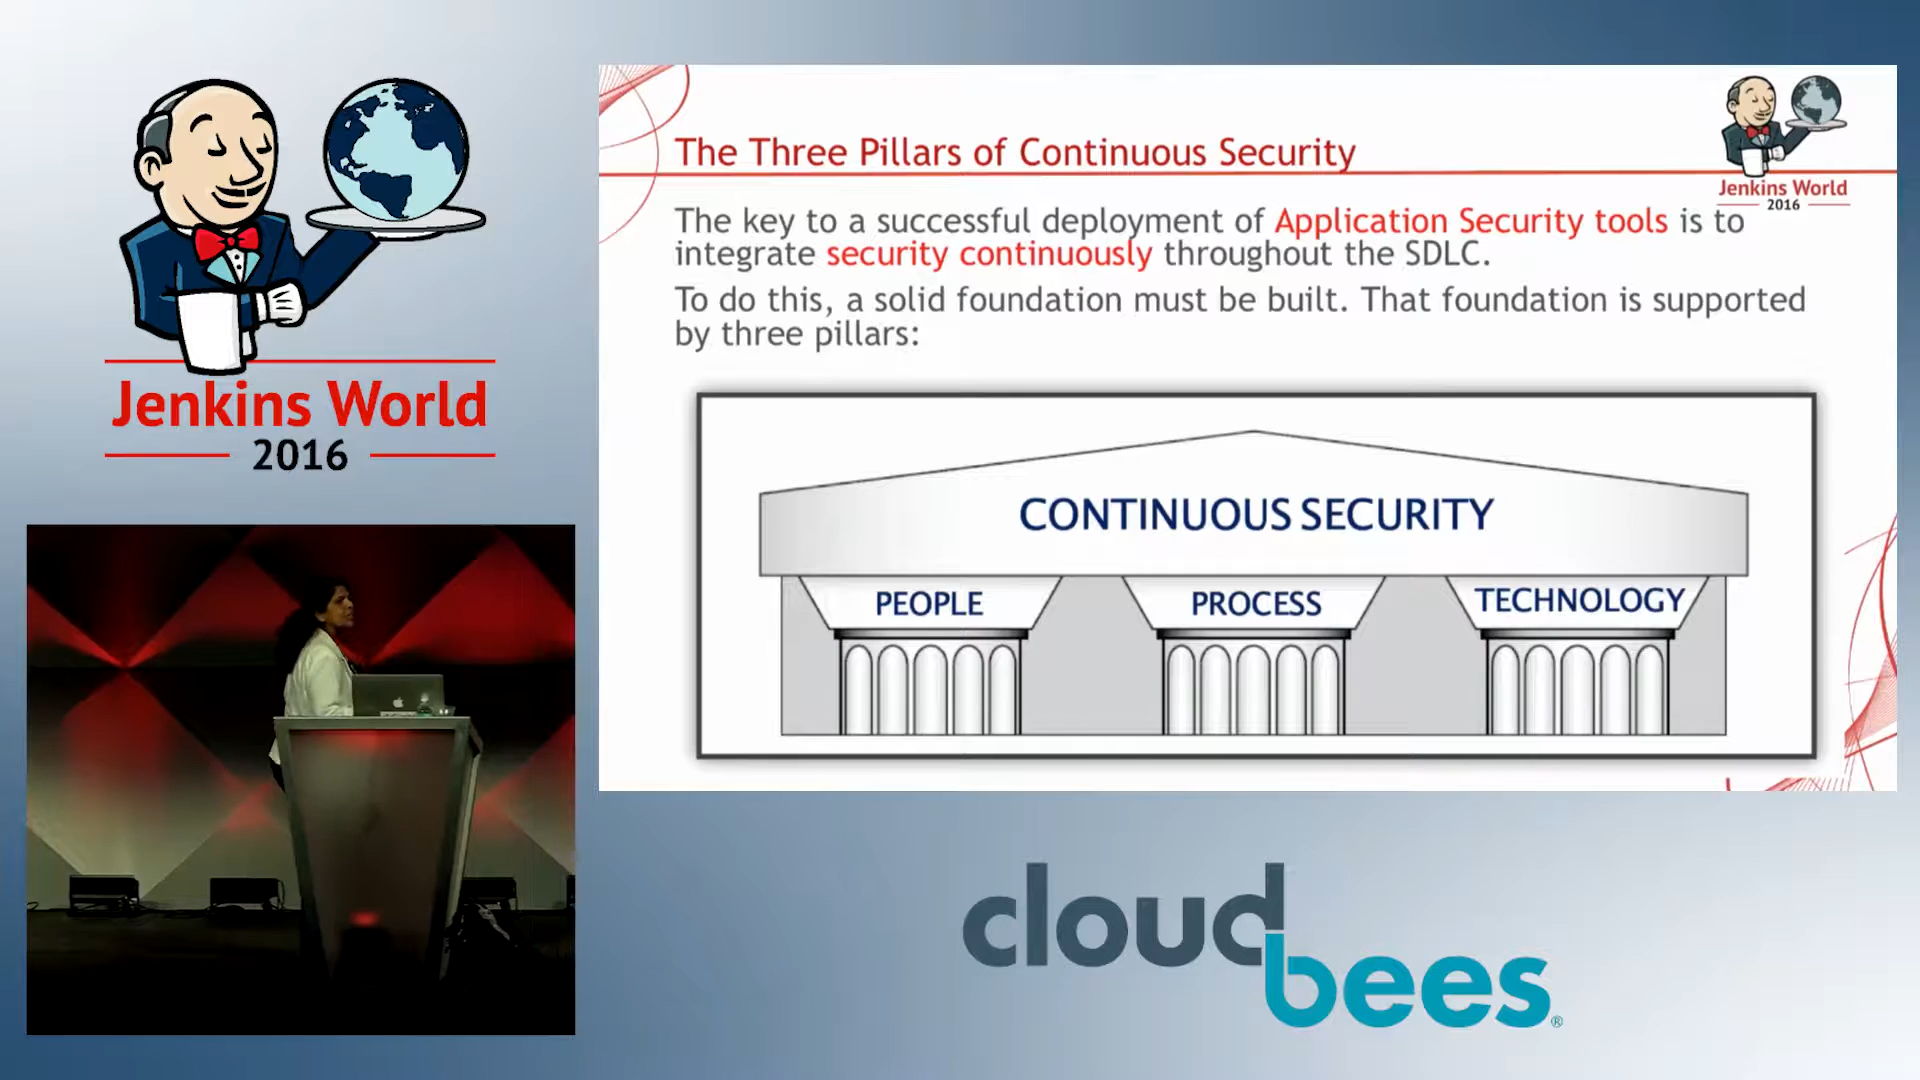 Jenkins World
2016
The Three Pillars of Continuous Security
Jenkins World
2016
The key to a successful deployment of Application Security tools is to
integrate security continuously throughout the SDLC.
To do this, a solid foundation must be built. That foundation is supported
by three pillars:
CONTINUOUS SECURITY
PEOPLE
PROCESS
TECHNOLOGY
cloud
bees®